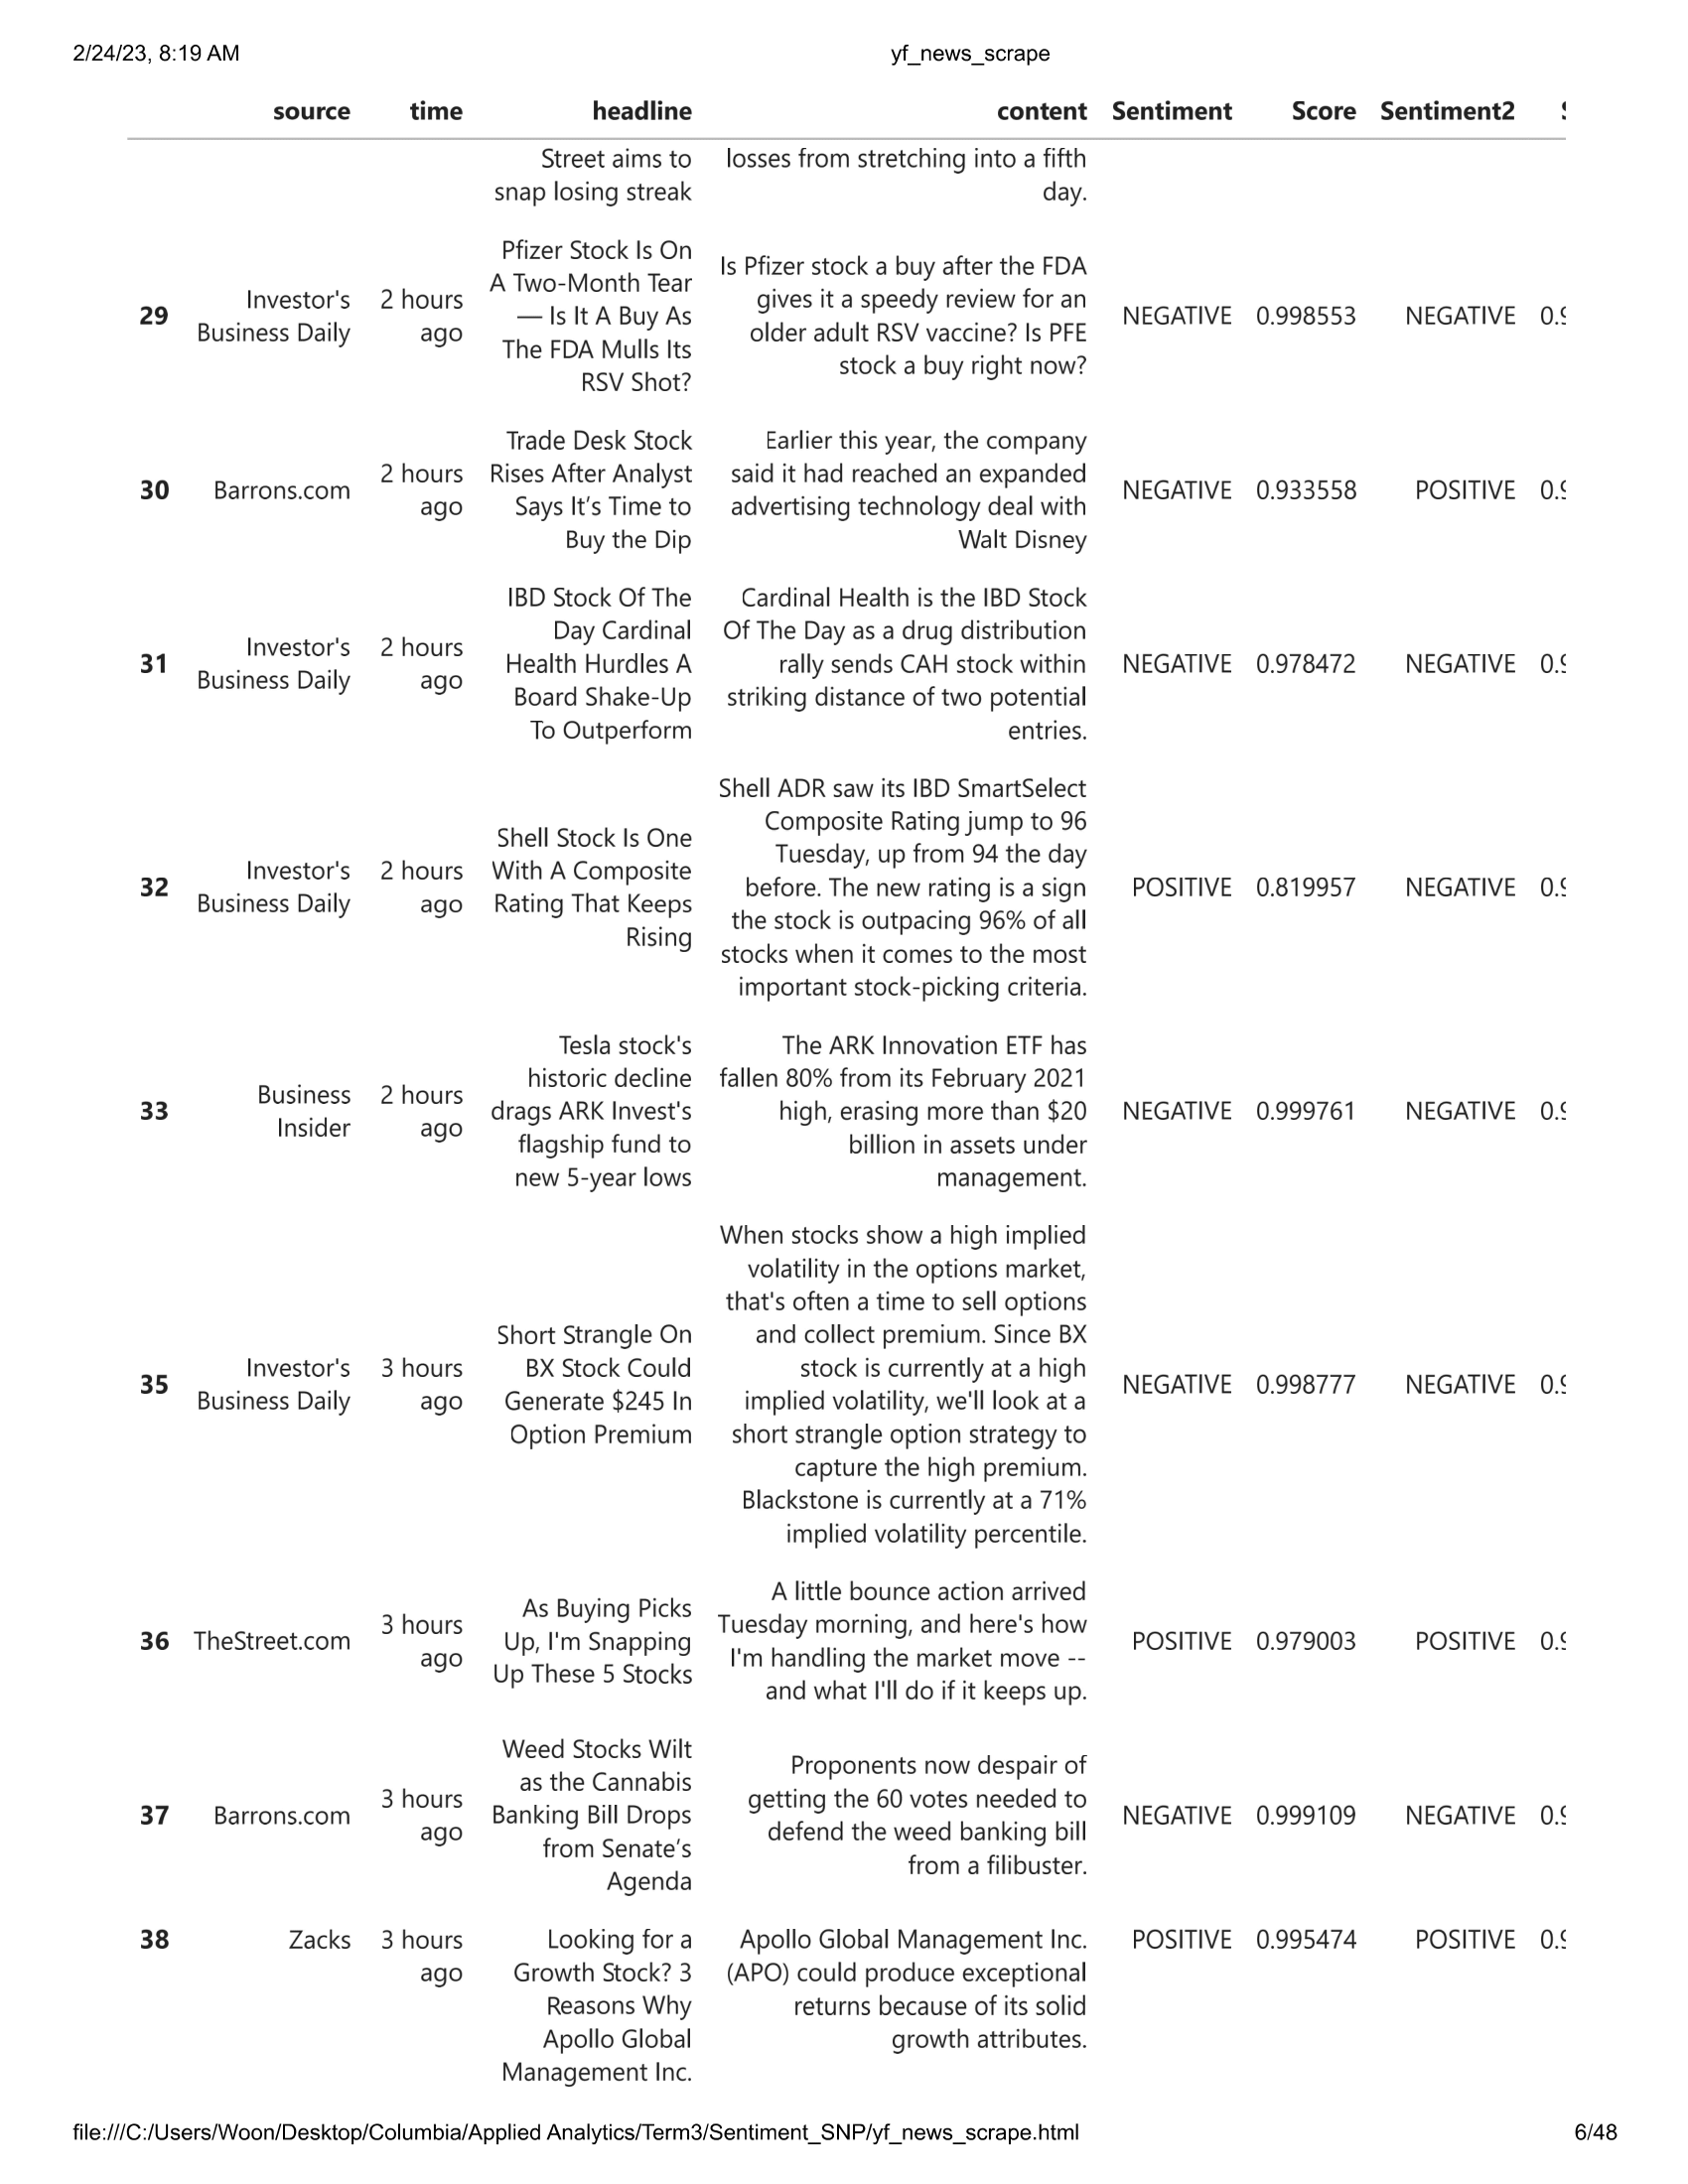 2/24/23, 8:19 AM yf_news_scrape
source time headline content Sentiment Score Sentiment2
Street aims to losses from stretching into a fifth
snap losing streak day.
Pfizer Stock Is On
A Two-Month Tear Is Pfizer stock a buy after the FDA
29 Investor's 2 hours — Is It A Buy As gives it a speedy review for an NEGATIVE 0.998553 NEGATIVE 0.9
Business Daily ago The FDA Mulls Its older adult RSV vaccine? Is PFE
RSV Shot? stock a buy right now?
Trade Desk Stock Earlier this year, the company
30 Barrons.com 2 hours Rises After Analyst said it had reached an expanded NEGATIVE 0.933558 POSITIVE 0.9
ago Says It’s Time to advertising technology deal with
Buy the Dip Walt Disney
IBD Stock Of The Cardinal Health is the IBD Stock
Day Cardinal Of The Day as a drug distribution
31 Investor's 2 hours Health Hurdles A rally sends CAH stock within NEGATIVE 0.978472 NEGATIVE 0.9
Business Daily ago Board Shake-Up striking distance of two potential
To Outperform entries.
Shell ADR saw its IBD SmartSelect
Composite Rating jump to 96
Shell Stock Is One Tuesday, up from 94 the day
32 Investor's 2 hours With A Composite before. The new rating is a sign POSITIVE 0.819957 NEGATIVE 0.9
Business Daily ago Rating That Keeps the stock is outpacing 96% of all
Rising stocks when it comes to the most
important stock-picking criteria.
Tesla stock's The ARK Innovation ETF has
historic decline fallen 80% from its February 2021
33 Business 2 hours drags ARK Invest's high, erasing more than $20 NEGATIVE 0.999761 NEGATIVE 0.9
Insider ago flagship fund to billion in assets under
new 5-year lows management.
When stocks show a high implied
volatility in the options market,
that's often a time to sell options
Short Strangle On and collect premium. Since BX
35 Investor's 3 hours BX Stock Could stock is currently at a high NEGATIVE 0.998777 NEGATIVE 0.9
Business Daily ago Generate $245 In implied volatility, we'll look at a
Option Premium short strangle option strategy to
capture the high premium.
Blackstone is currently at a 71%
implied volatility percentile.
A little bounce action arrived
As Buying Picks Tuesday morning, and here's how
36 TheStreet.com 3 hours Up, I'm Snapping I'm handling the market move -- POSITIVE 0.979003 POSITIVE 0.9
ago Up These 5 Stocks and what I'll do if it keeps up.
Weed Stocks Wilt
as the Cannabis Proponents now despair of
37 Barrons.com 3 hours Banking Bill Drops getting the 60 votes needed to NEGATIVE 0.999109 NEGATIVE 0.9
ago from Senate’s defend the weed banking bill
Agenda from a filibuster.
38 Zacks 3 hours Looking for a Apollo Global Management Inc. POSITIVE 0.995474 POSITIVE 0.9
ago Growth Stock? 3 (APO) could produce exceptional
Reasons Why returns because of its solid
Apollo Global growth attributes.
Management Inc.
file:///C:/Users/Woon/Desktop/Columbia/Applied Analytics/Term3/Sentiment_SNP/yf_news_scrape.html 6/48